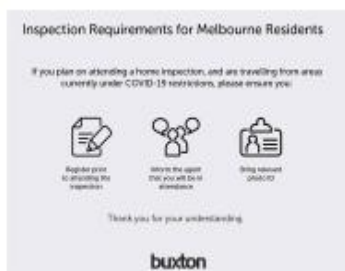 Inspection Requirements for Melbourne Residents
If you plan on attending a home inspection, and are travelling from areas
currently under COVID-19 restrictions, please ensure you:
Register prior
to attending the
inspection
Inform the agent
that you will be in
attendance
Bring relevant
photo ID
Thank you for your understanding
buxton